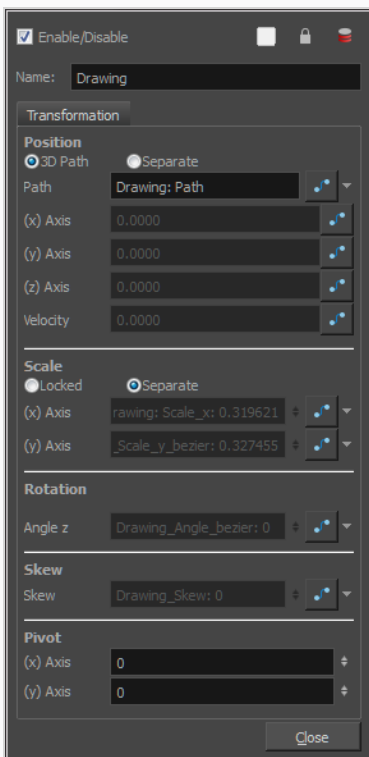 Enable/Disable
Name: Drawing
Transformation
Position
3D Path Separate
Path Drawing: Path
(x) Axis 0.0000
(y) Axis 0.0000
(z) Axis 0.0000
Velocity 0.0000
Scale
Locked Separate
(x) Axis rawing: Scale_x: 0.319621
(y) Axis _Scale_y_bezier: 0.327455
Rotation
Angle z Drawing_Angle_bezier: 0
Skew
Skew Drawing_Skew: 0
Pivot
(x) Axis 0
(y) Axis 0
Close